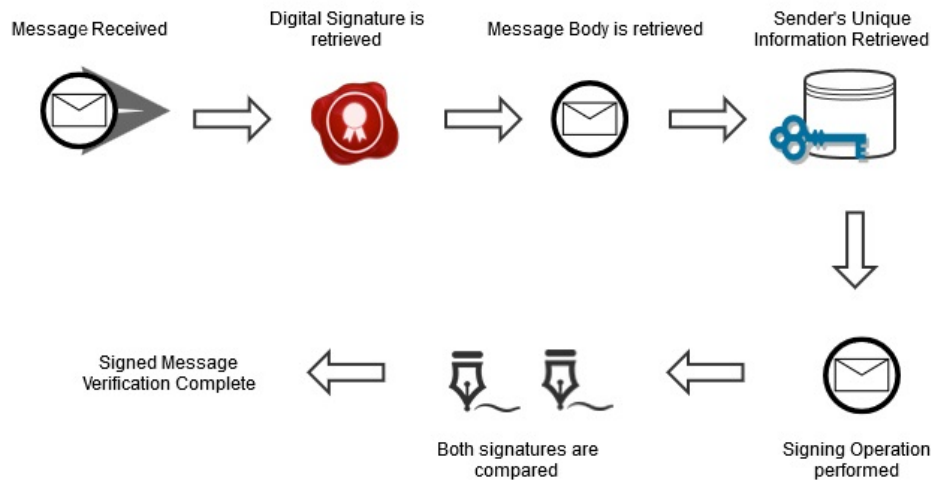 Message Received
Digital Signature is
retrieved
Message Body is retrieved
Sender's Unique
Information Retrieved
Signed Message
Verification Complete
Both signatures are
compared
Signing Operation
performed